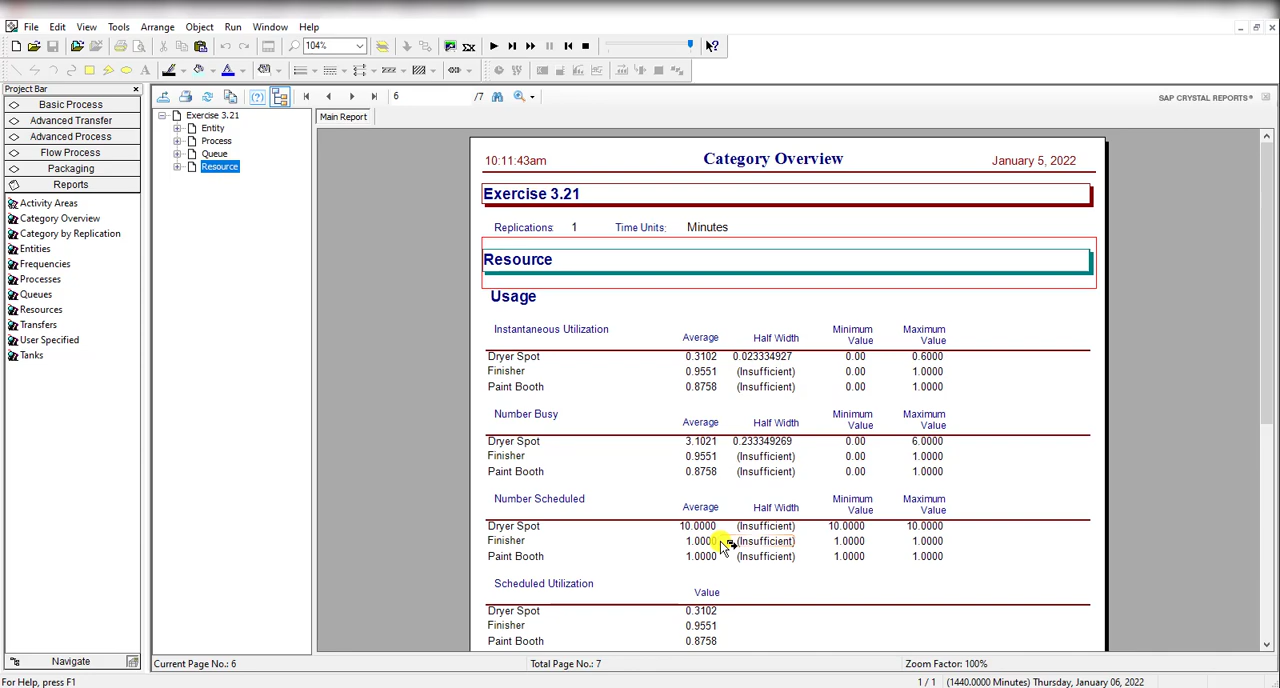 File Edit View Tools Arrange Object Run Window Help
104%
Project Bar
Basic Process
Advanced Transfer
Advanced Process
Flow Process
Packaging
Reports
Activity Areas
Category Overview
Category by Replication
Entities
Frequencies
Processes
Queues
Resources
Transfers
User Specified
Tanks
Navigate
6 /7
SAP CRYSTAL REPORTS®
Exercise 3.21
Entity
Process
Queue
Resource
Main Report
10:11:43am Category Overview January 5, 2022
Exercise 3.21
Replications: 1 Time Units: Minutes
Resource
Usage
Instantaneous Utilization Average Half Width Minimum Value Maximum Value
Dryer Spot 0.3102 0.023334927 0.00 0.6000
Finisher 0.9551 (Insufficient) 0.00 1.0000
Paint Booth 0.8758 (Insufficient) 0.00 1.0000
Number Busy Average Half Width Minimum Value Maximum Value
Dryer Spot 3.1021 0.233349269 0.00 6.0000
Finisher 0.9551 (Insufficient) 0.00 1.0000
Paint Booth 0.8758 (Insufficient) 0.00 1.0000
Number Scheduled Average Half Width Minimum Value Maximum Value
Dryer Spot 10.0000 (Insufficient) 10.0000 10.0000
Finisher 1.0000 (Insufficient) 1.0000 1.0000
Paint Booth 1.0000 (Insufficient) 1.0000 1.0000
Scheduled Utilization Value
Dryer Spot 0.3102
Finisher 0.9551
Paint Booth 0.8758
Current Page No.: 6 Total Page No.: 7 Zoom Factor: 100%
For Help, press F1 1 / 1 (1440.0000 Minutes) Thursday, January 06, 2022